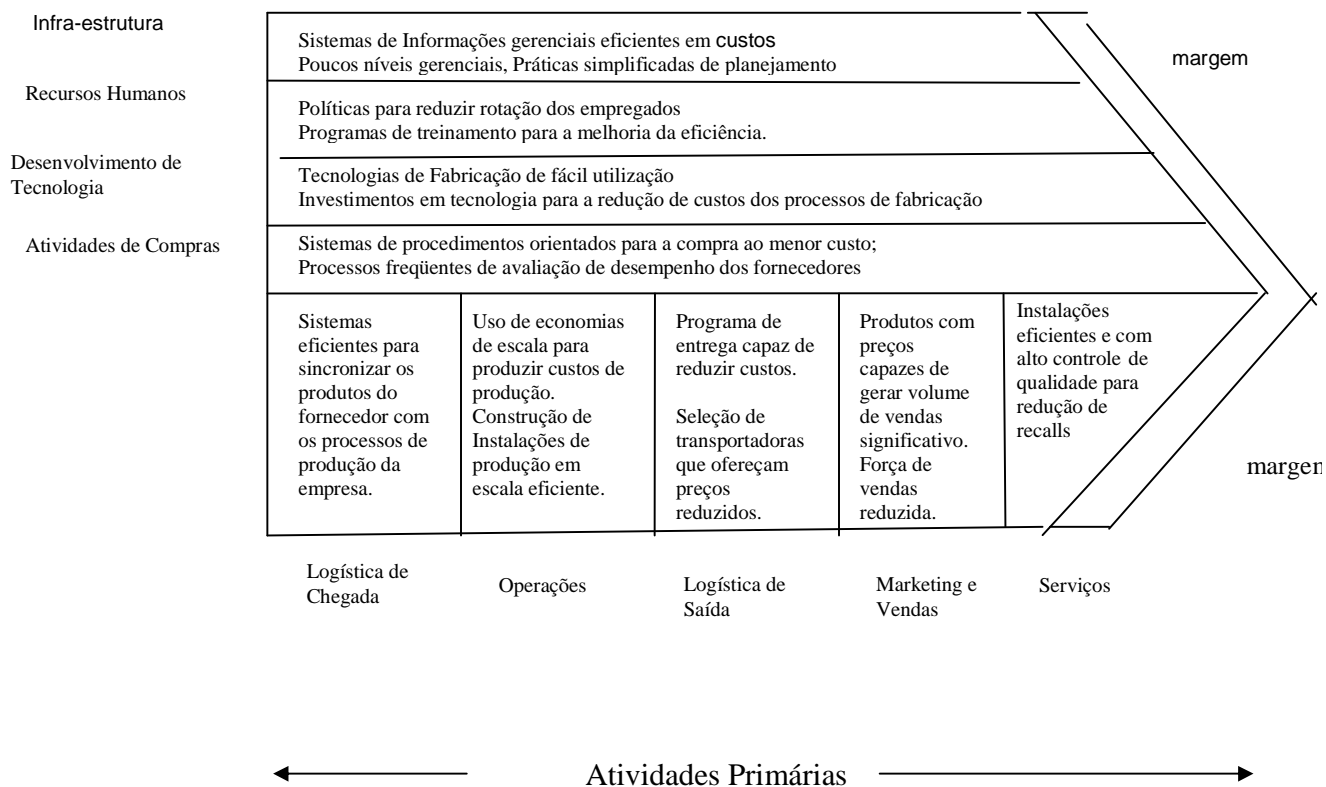 Infra-estrutura
Sistemas de Informações gerenciais eficientes em custos
Poucos níveis gerenciais, Práticas simplificadas de planejamento
margem
Recursos Humanos
Políticas para reduzir rotação dos empregados
Programas de treinamento para a melhoria da eficiência.
Desenvolvimento de
Tecnologia
Tecnologias de Fabricação de fácil utilização
Investimentos em tecnologia para a redução de custos dos processos de fabricação
Atividades de Compras
Sistemas de procedimentos orientados para a compra ao menor custo;
Processos freqüentes de avaliação de desempenho dos fornecedores
Sistemas
eficientes para
sincronizar os
produtos do
fornecedor com
os processos de
produção da
empresa.
Uso de economias
de escala para
produzir custos de
produção.
Construção de
Instalações de
produção em
escala eficiente.
Programa de
entrega capaz de
reduzir custos.
Seleção de
transportadoras
que ofereçam
preços
reduzidos.
Produtos com
preços
capazes de
gerar volume
de vendas
significativo.
Força de
vendas
reduzida.
Instalações
eficientes e com
alto controle de
qualidade para
redução de
recalls
margem
Logística de
Chegada
Operações
Logística de
Saída
Marketing e
Vendas
Serviços
Atividades Primárias